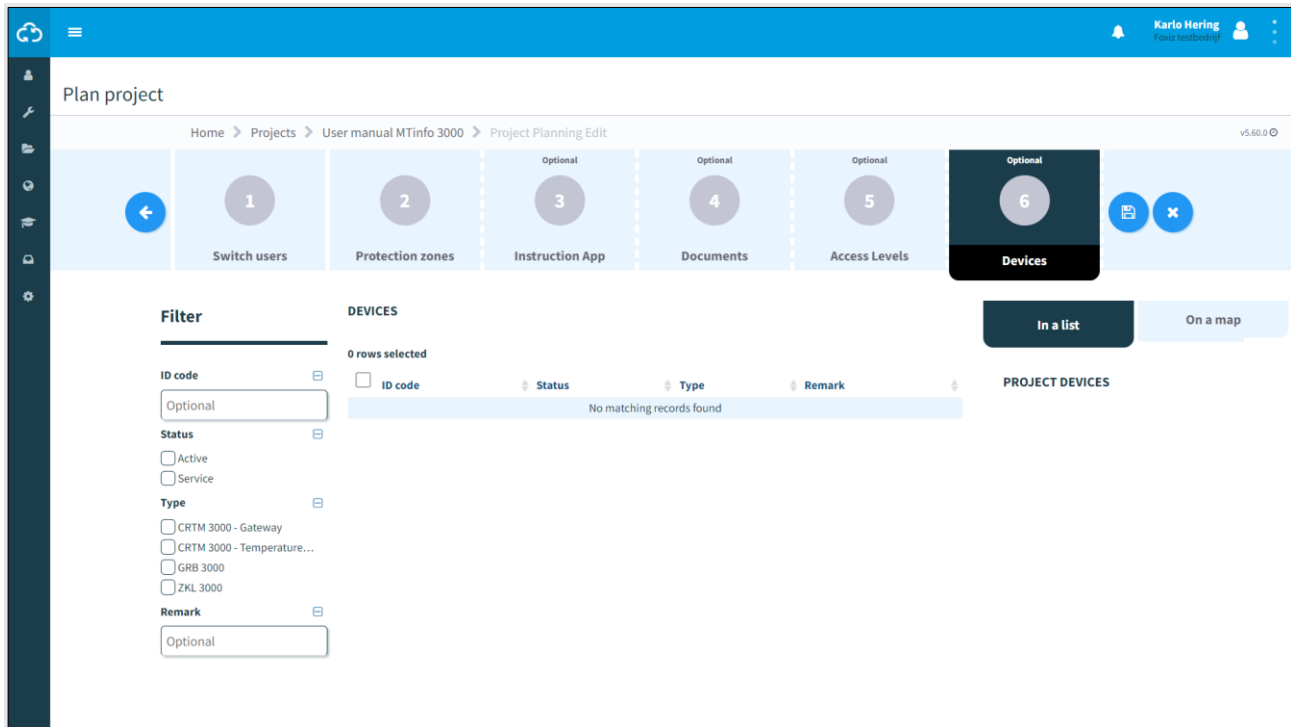 Karlo Hering
Foxiz testbedrijf
Plan project
Home Projects User manual MTinfo 3000 Project Planning Edit
v5.60.0
1
Switch users
2
Protection zones
Optional
3
Instruction App
Optional
4
Documents
Optional
5
Access Levels
Optional
6
Devices
Filter
ID code
Optional
Status
Active
Service
Type
CRTM 3000 - Gateway
CRTM 3000 - Temperature...
GRB 3000
ZKL 3000
Remark
Optional
DEVICES
0 rows selected
ID code Status Type Remark
No matching records found
In a list
On a map
PROJECT DEVICES